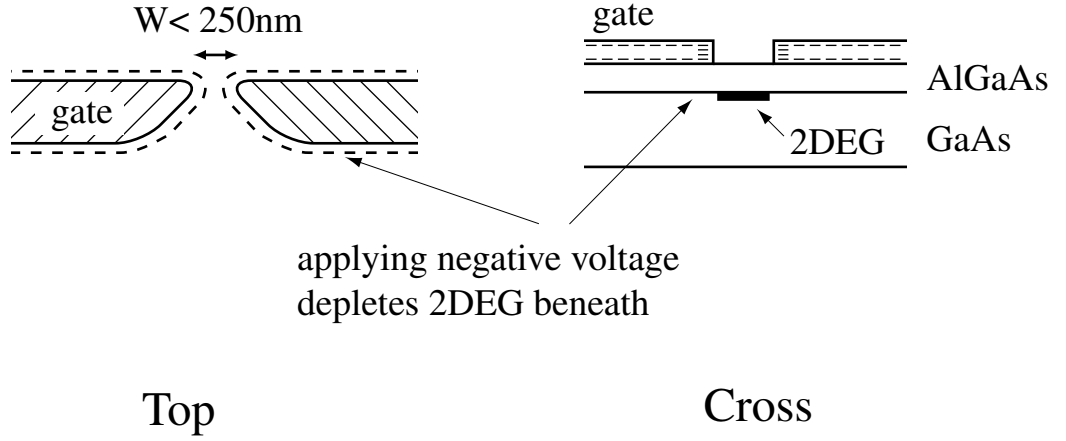 W< 250nm
gate
gate
AlGaAs
2DEG
GaAs
applying negative voltage
depletes 2DEG beneath
Top
Cross